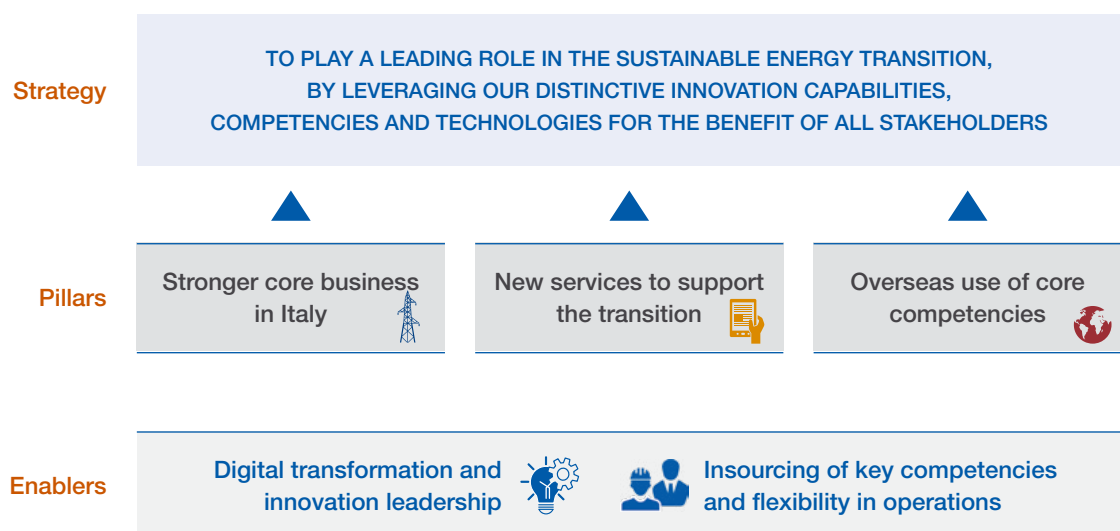 Strategy
TO PLAY A LEADING ROLE IN THE SUSTAINABLE ENERGY TRANSITION,
BY LEVERAGING OUR DISTINCTIVE INNOVATION CAPABILITIES,
COMPETENCIES AND TECHNOLOGIES FOR THE BENEFIT OF ALL STAKEHOLDERS
Pillars
Stronger core business
in Italy
New services to support
the transition
Overseas use of core
competencies
Enablers
Digital transformation and
innovation leadership
Insourcing of key competencies
and flexibility in operations